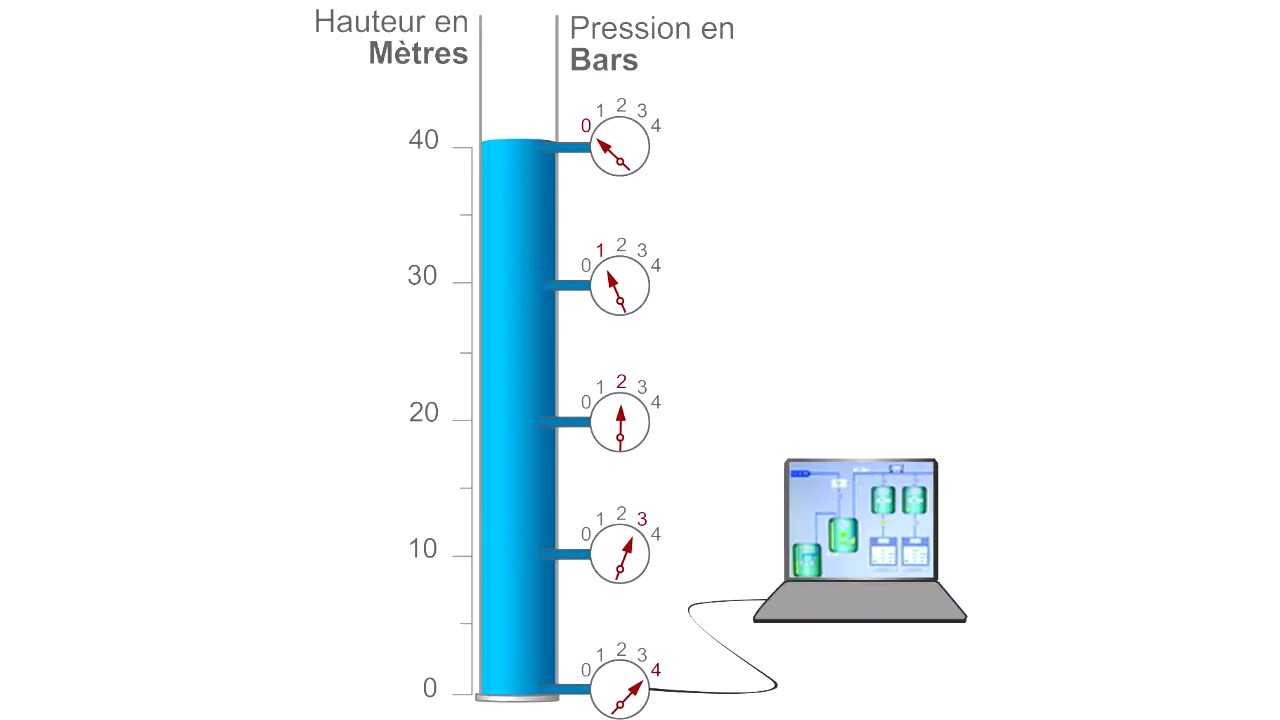 Hauteur en
Mètres
Pression en
Bars
40
0 1 2 3 4
30
0 1 2 3 4
20
0 1 2 3 4
10
0 1 2 3 4
0
0 1 2 3 4